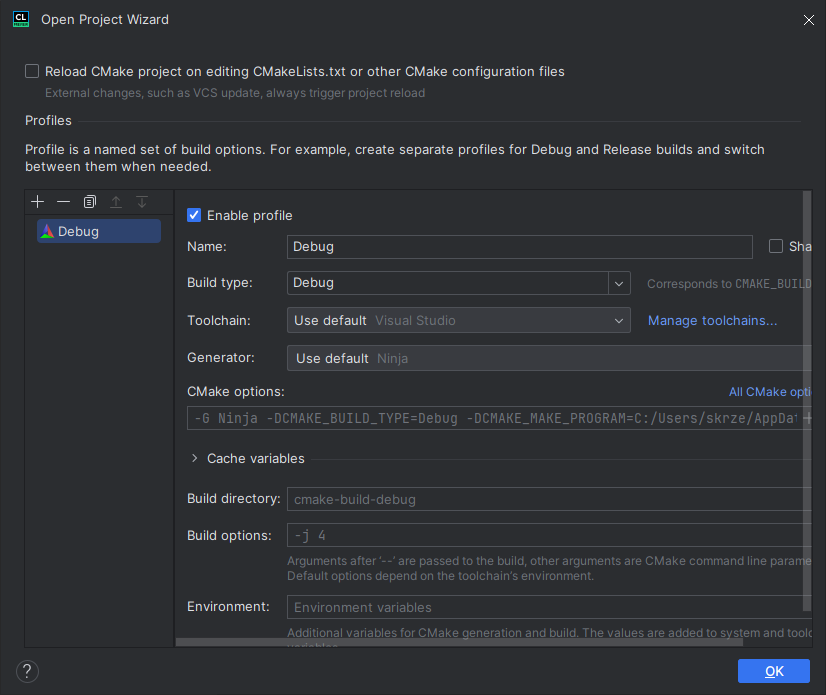 CL
Open Project Wizard
Reload CMake project on editing CMakeLists.txt or other CMake configuration files
External changes, such as VCS update, always trigger project reload
Profiles
Profile is a named set of build options. For example, create separate profiles for Debug and Release builds and switch
between them when needed.
Debug
Enable profile
Name: Debug Sha
Build type: Debug Corresponds to CMAKE_BUILD
Toolchain: Use default Visual Studio Manage toolchains...
Generator: Use default Ninja
CMake options: All CMake opti
-G Ninja -DCMAKE_BUILD_TYPE=Debug -DCMAKE_MAKE_PROGRAM=C:/Users/skrze/AppDat
Cache variables
Build directory: cmake-build-debug
Build options: -j 4
Arguments after '--' are passed to the build, other arguments are CMake command line parame
Default options depend on the toolchain's environment.
Environment: Environment variables
Additional variables for CMake generation and build. The values are added to system and toolc
variables.
?
OK